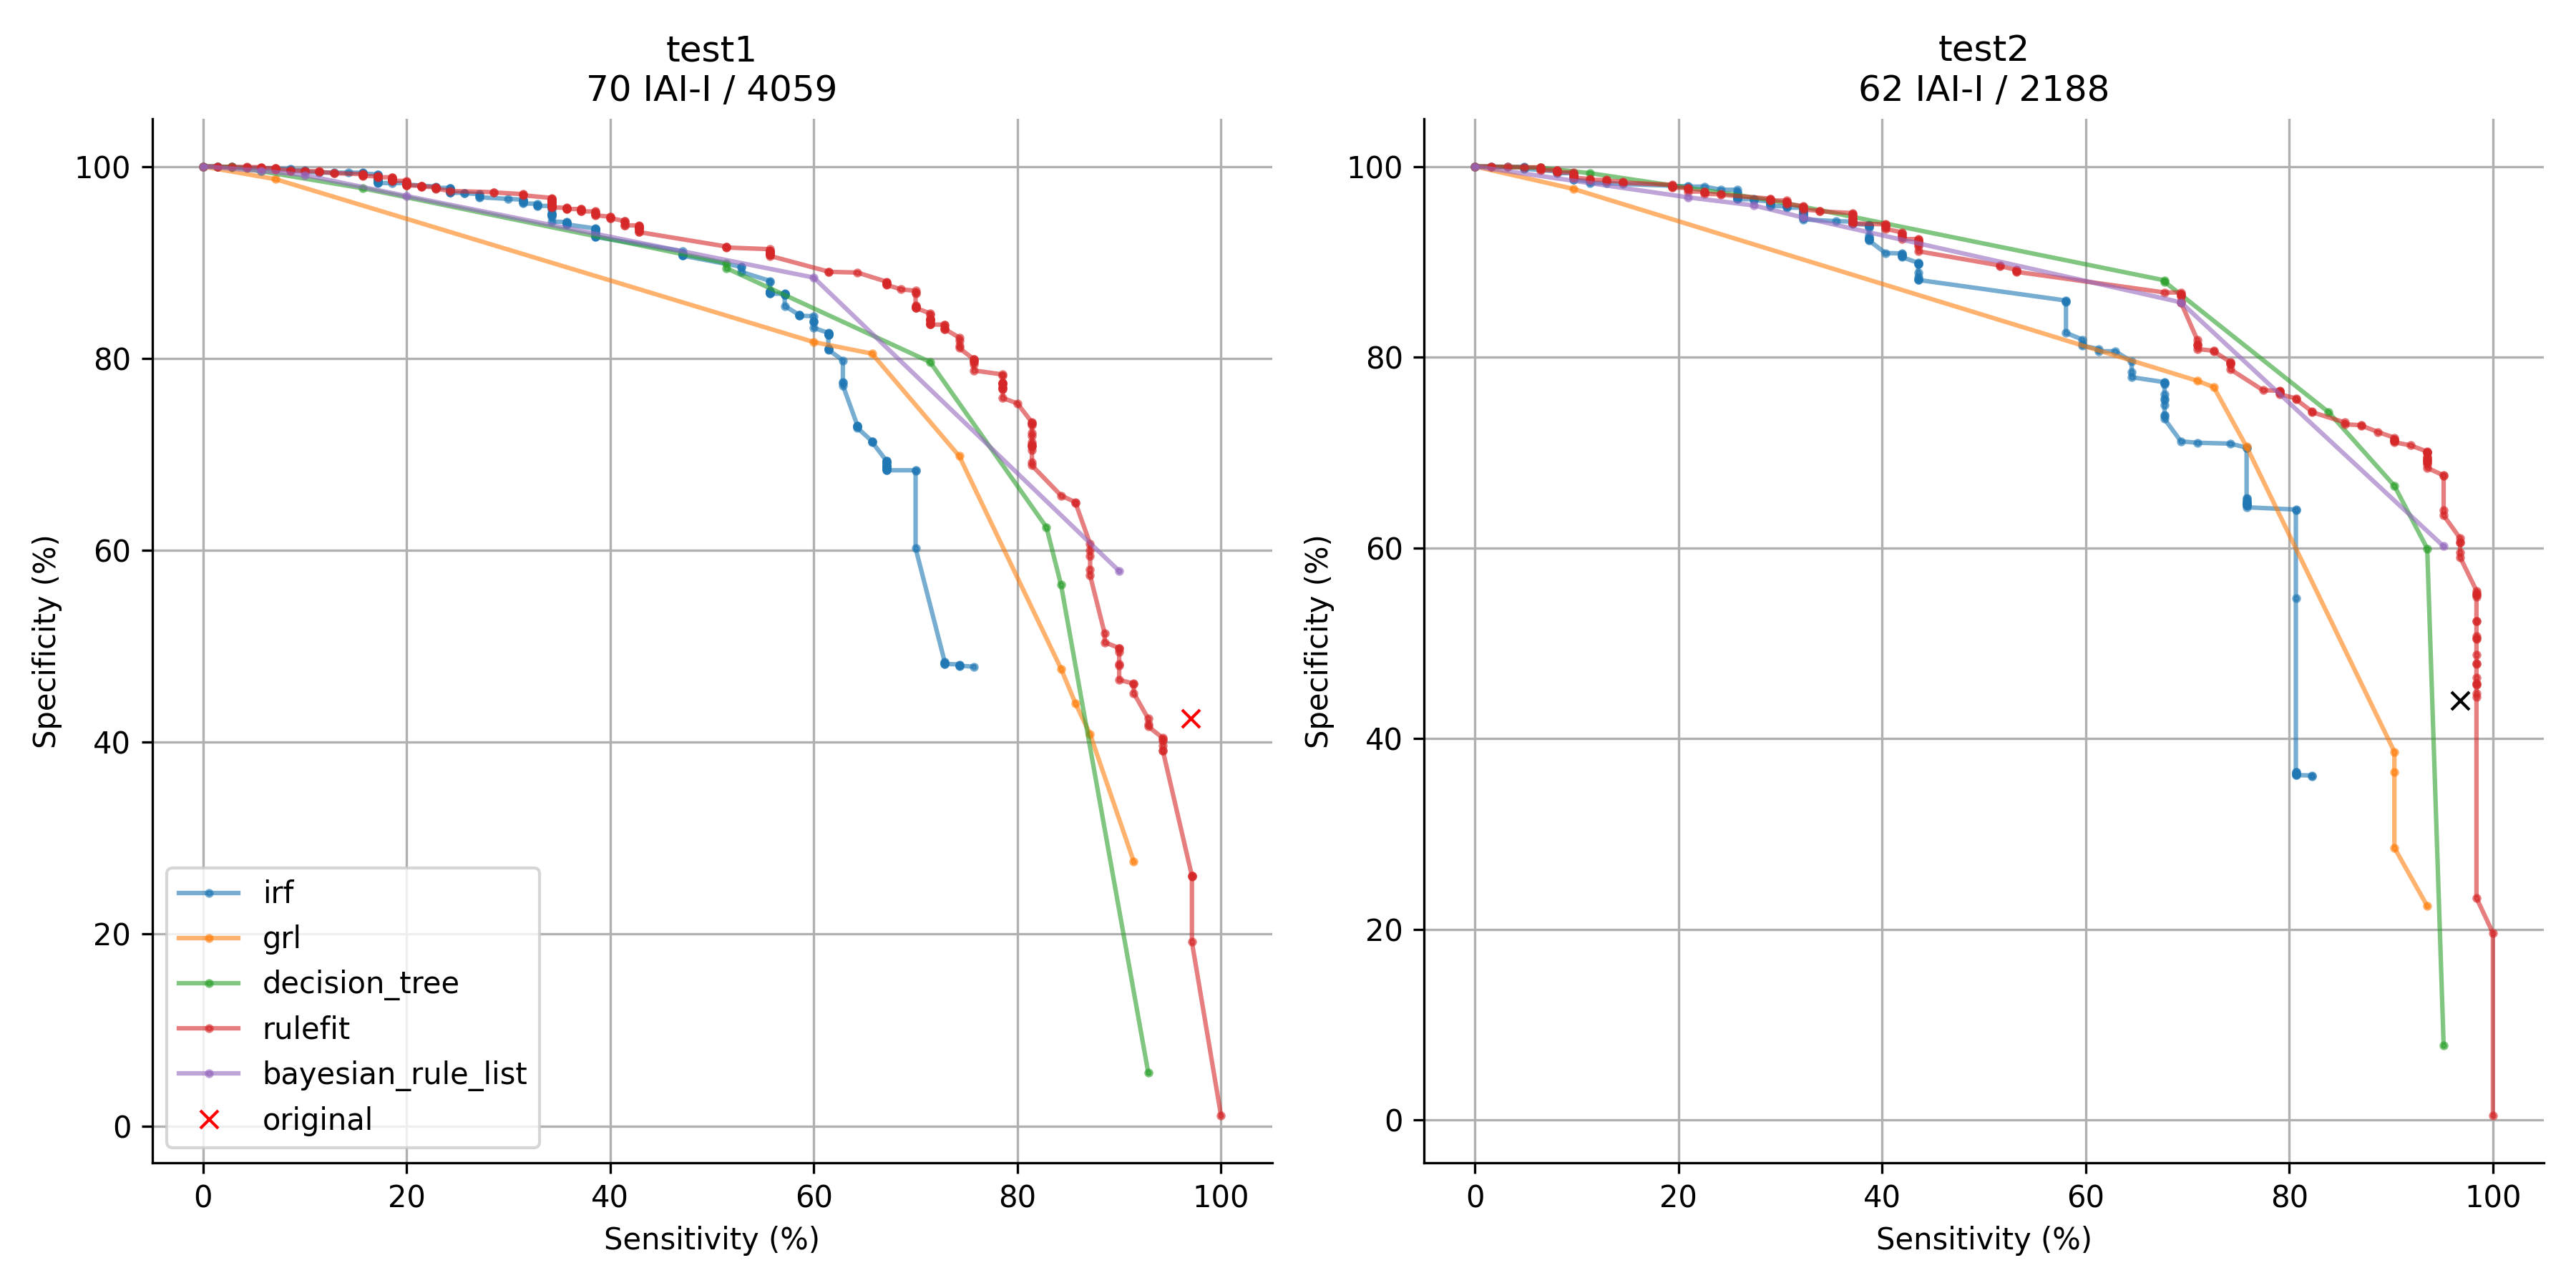 test1
70 IAI-I / 4059
Specificity (%)
100
80
60
40
20
0
irf
grl
decision_tree
rulefit
bayesian_rule_list
original
0 20 40 60 80 100
Sensitivity (%)
test2
62 IAI-I / 2188
Specificity (%)
100
80
60
40
20
0
0 20 40 60 80 100
Sensitivity (%)